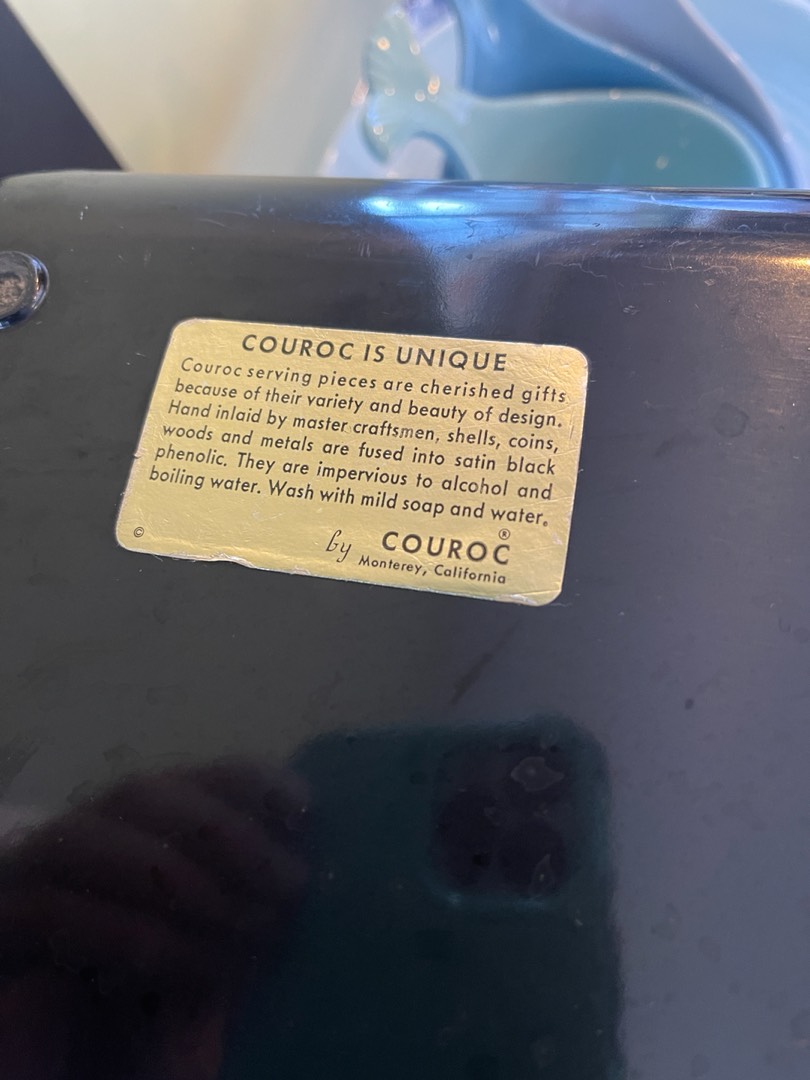 COUROC IS UNIQUE
Couroc serving pieces are cherished gifts
because of their variety and beauty of design.
Hand inlaid by master craftsmen, shells, coins,
woods and metals are fused into satin black
phenolic. They are impervious to alcohol and
boiling water. Wash with mild soap and water.
© by COUROC®
Monterey, California